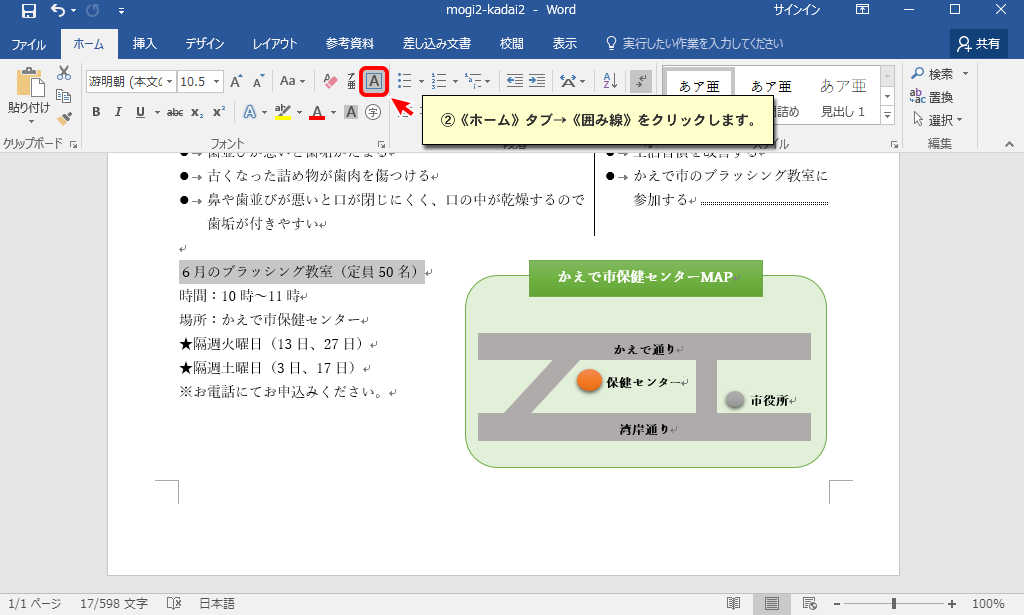 mogi2-kadai2 - Word
サインイン
ファイル ホーム 挿入 デザイン レイアウト 参考資料 差し込み文書 校閲 表示 実行したい作業を入力してください 共有
貼り付け
游明朝 (本文0 10.5
Aa
B I U abc x₂ x²
あア亜 あア亜 あア亜
見出し 1
検索
置換
選択
クリップボード フォント 編集
②《ホーム》タブ→《囲み線》をクリックします。
古くなった詰め物が歯肉を傷つける
鼻や歯並びが悪いと口が閉じにくく、口の中が乾燥するので
歯垢が付きやすい
かえで市のブラッシング教室に
参加する
6月のブラッシング教室（定員 50 名）
時間：10 時～11 時
場所：かえで市保健センター
★隔週火曜日（13 日、27 日）
★隔週土曜日（3 日、17 日）
※お電話にてお申込みください。
かえで市保健センターMAP
かえで通り
保健センター
市役所
湾岸通り
1/1 ページ 17/598 文字 日本語 100%